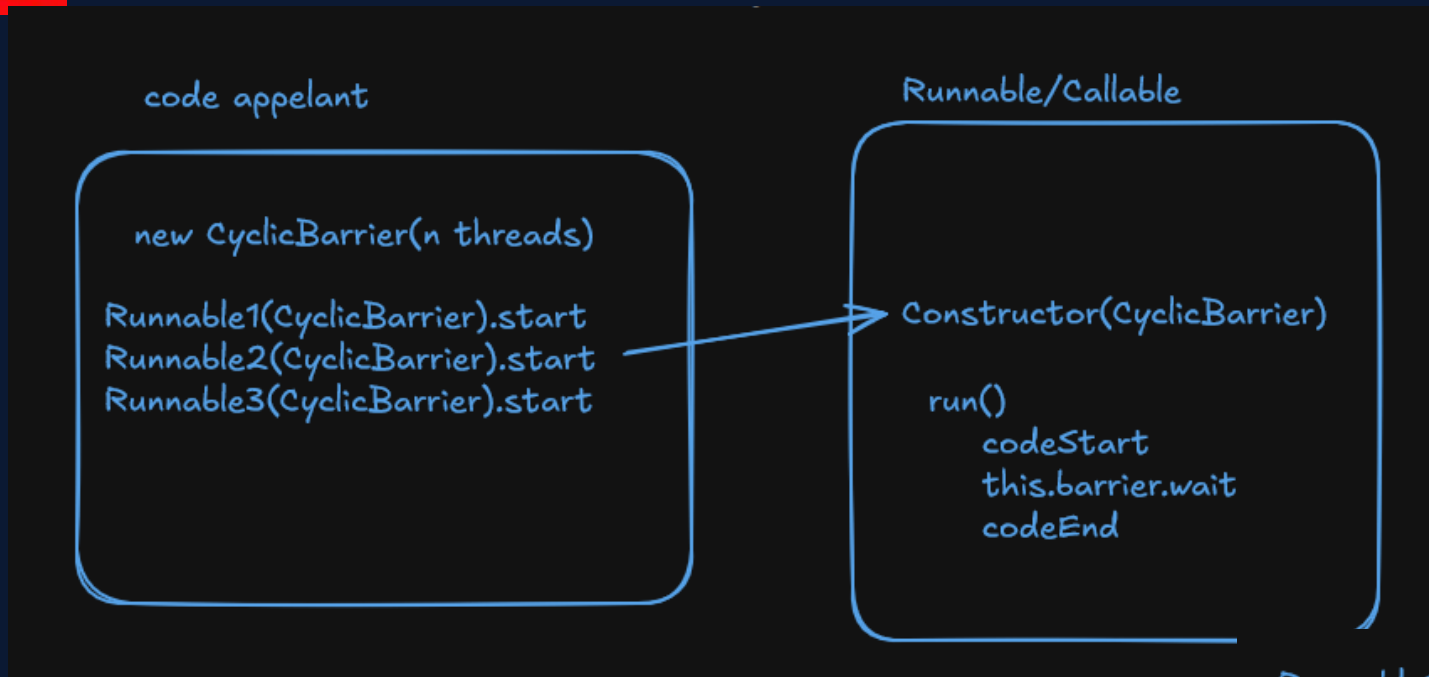 code appelant
new CyclicBarrier(n threads)
Runnable1(CyclicBarrier).start
Runnable2(CyclicBarrier).start
Runnable3(CyclicBarrier).start
Runnable/Callable
Constructor(CyclicBarrier)
run()
codeStart
this.barrier.wait
codeEnd